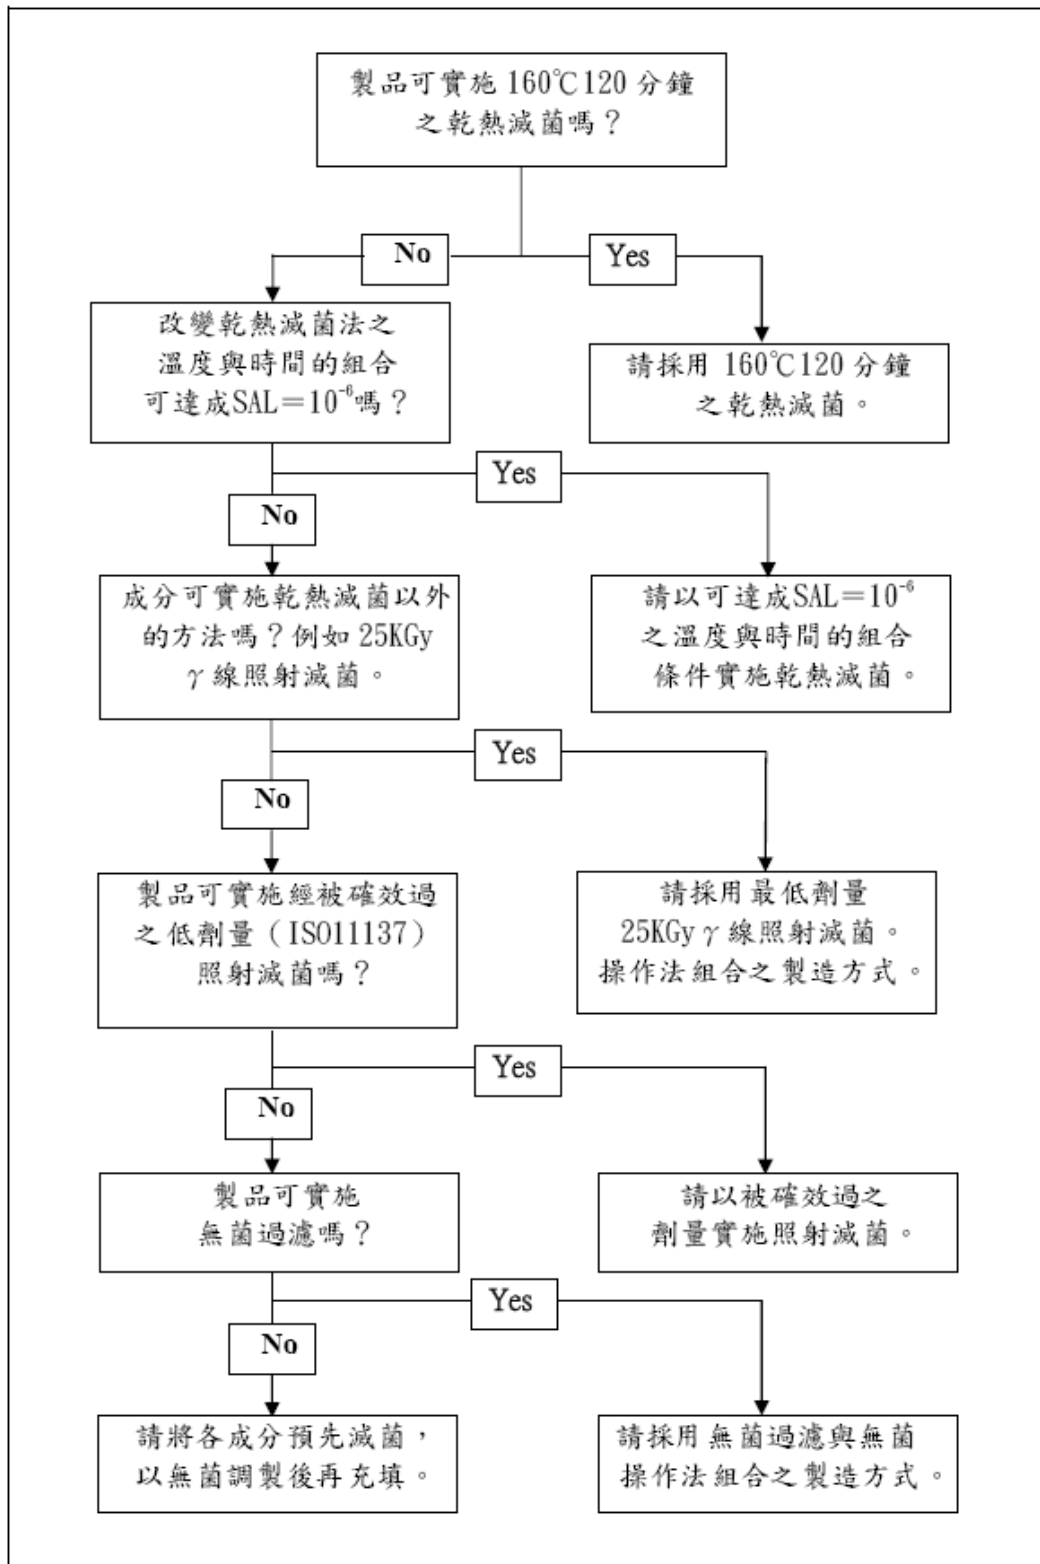 製品可實施 160℃120 分鐘
之乾熱滅菌嗎？
No
Yes
改變乾熱滅菌法之
溫度與時間的組合
可達成SAL＝10⁻⁶嗎？
請採用 160℃120 分鐘
之乾熱滅菌。
Yes
No
成分可實施乾熱滅菌以外
的方法嗎？例如 25KGy
γ線照射滅菌。
請以可達成SAL＝10⁻⁶
之溫度與時間的組合
條件實施乾熱滅菌。
Yes
No
製品可實施經被確效過
之低劑量（ISO11137）
照射滅菌嗎？
請採用最低劑量
25KGyγ線照射滅菌。
操作法組合之製造方式。
Yes
No
製品可實施
無菌過濾嗎？
請以被確效過之
劑量實施照射滅菌。
Yes
No
請將各成分預先滅菌，
以無菌調製後再充填。
請採用無菌過濾與無菌
操作法組合之製造方式。